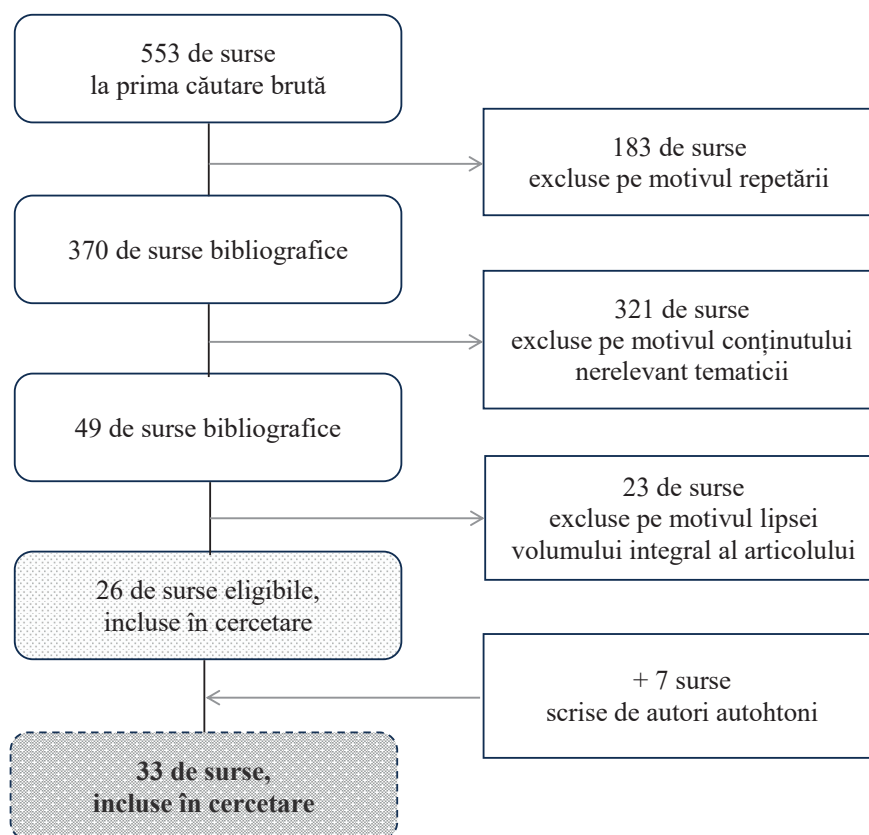 553 de surse
la prima căutare brută
183 de surse
excluse pe motivul repetării
370 de surse bibliografice
321 de surse
excluse pe motivul conținutului
nerelevant tematicii
49 de surse bibliografice
23 de surse
excluse pe motivul lipsei
volumului integral al articolului
26 de surse eligibile,
incluse în cercetare
+ 7 surse
scrise de autori autohtoni
33 de surse,
incluse în cercetare